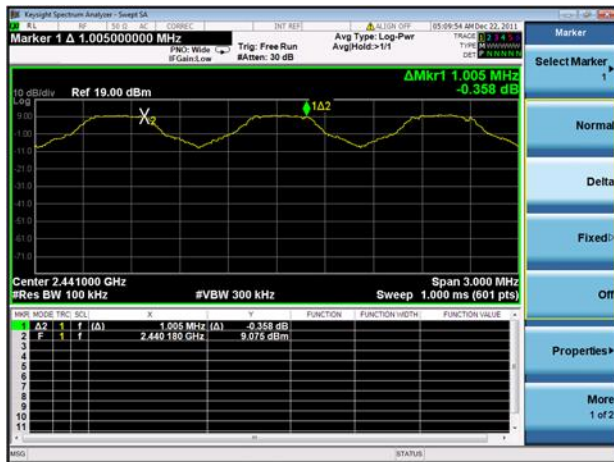 Keysight Spectrum Analyzer - Swept SA
RL RF 50 Ω AC CORREC INT REF ALIGN OFF 05:09:54 AM Dec 22, 2011
Marker 1 Δ 1.005000000 MHz
PNO: Wide
IFGain:Low
Trig: Free Run
#Atten: 30 dB
Avg Type: Log-Pwr
Avg|Hold:>1/1
TRACE 1 2 3 4 5 6
TYPE MWWWWW
DET P NNNNN
ΔMkr1 1.005 MHz
-0.358 dB
10 dB/div Ref 19.00 dBm
Log
9.00
-1.00
-11.0
-21.0
-31.0
-41.0
-51.0
-61.0
-71.0
X2
1Δ2
Center 2.441000 GHz Span 3.000 MHz
#Res BW 100 kHz #VBW 300 kHz Sweep 1.000 ms (601 pts)
MKR MODE TRC SCL X Y FUNCTION FUNCTION WIDTH FUNCTION VALUE
1 Δ2 1 f (Δ) 1.005 MHz (Δ) -0.358 dB
2 F 1 f 2.440 180 GHz 9.075 dBm
3
4
5
6
7
8
9
10
11
MSG STATUS
Marker
Select Marker
1
Normal
Delta
Fixed
Off
Properties
More
1 of 2